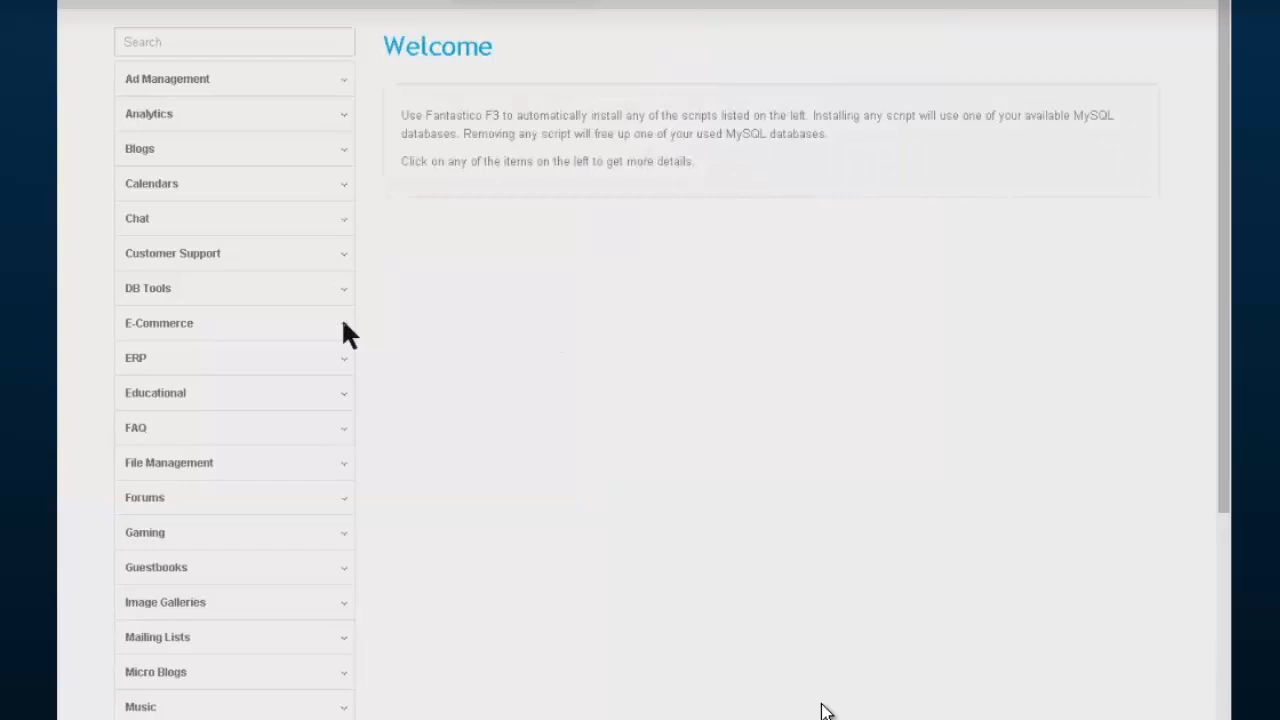 Search
Welcome
Ad Management
Analytics
Use Fantastico F3 to automatically install any of the scripts listed on the left. Installing any script will use one of your available MySQL
databases. Removing any script will free up one of your used MySQL databases.
Click on any of the items on the left to get more details.
Blogs
Calendars
Chat
Customer Support
DB Tools
E-Commerce
ERP
Educational
FAQ
File Management
Forums
Gaming
Guestbooks
Image Galleries
Mailing Lists
Micro Blogs
Music